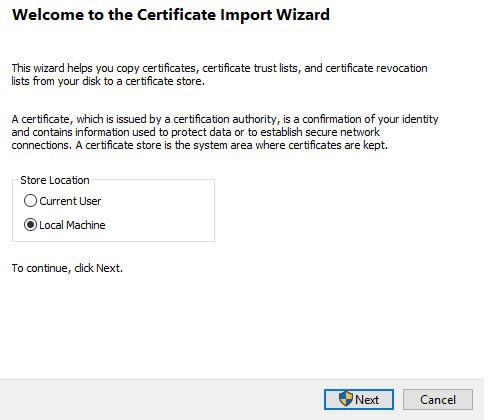 Welcome to the Certificate Import Wizard
This wizard helps you copy certificates, certificate trust lists, and certificate revocation
lists from your disk to a certificate store.
A certificate, which is issued by a certification authority, is a confirmation of your identity
and contains information used to protect data or to establish secure network
connections. A certificate store is the system area where certificates are kept.
Store Location
Current User
Local Machine
To continue, click Next.
Next
Cancel